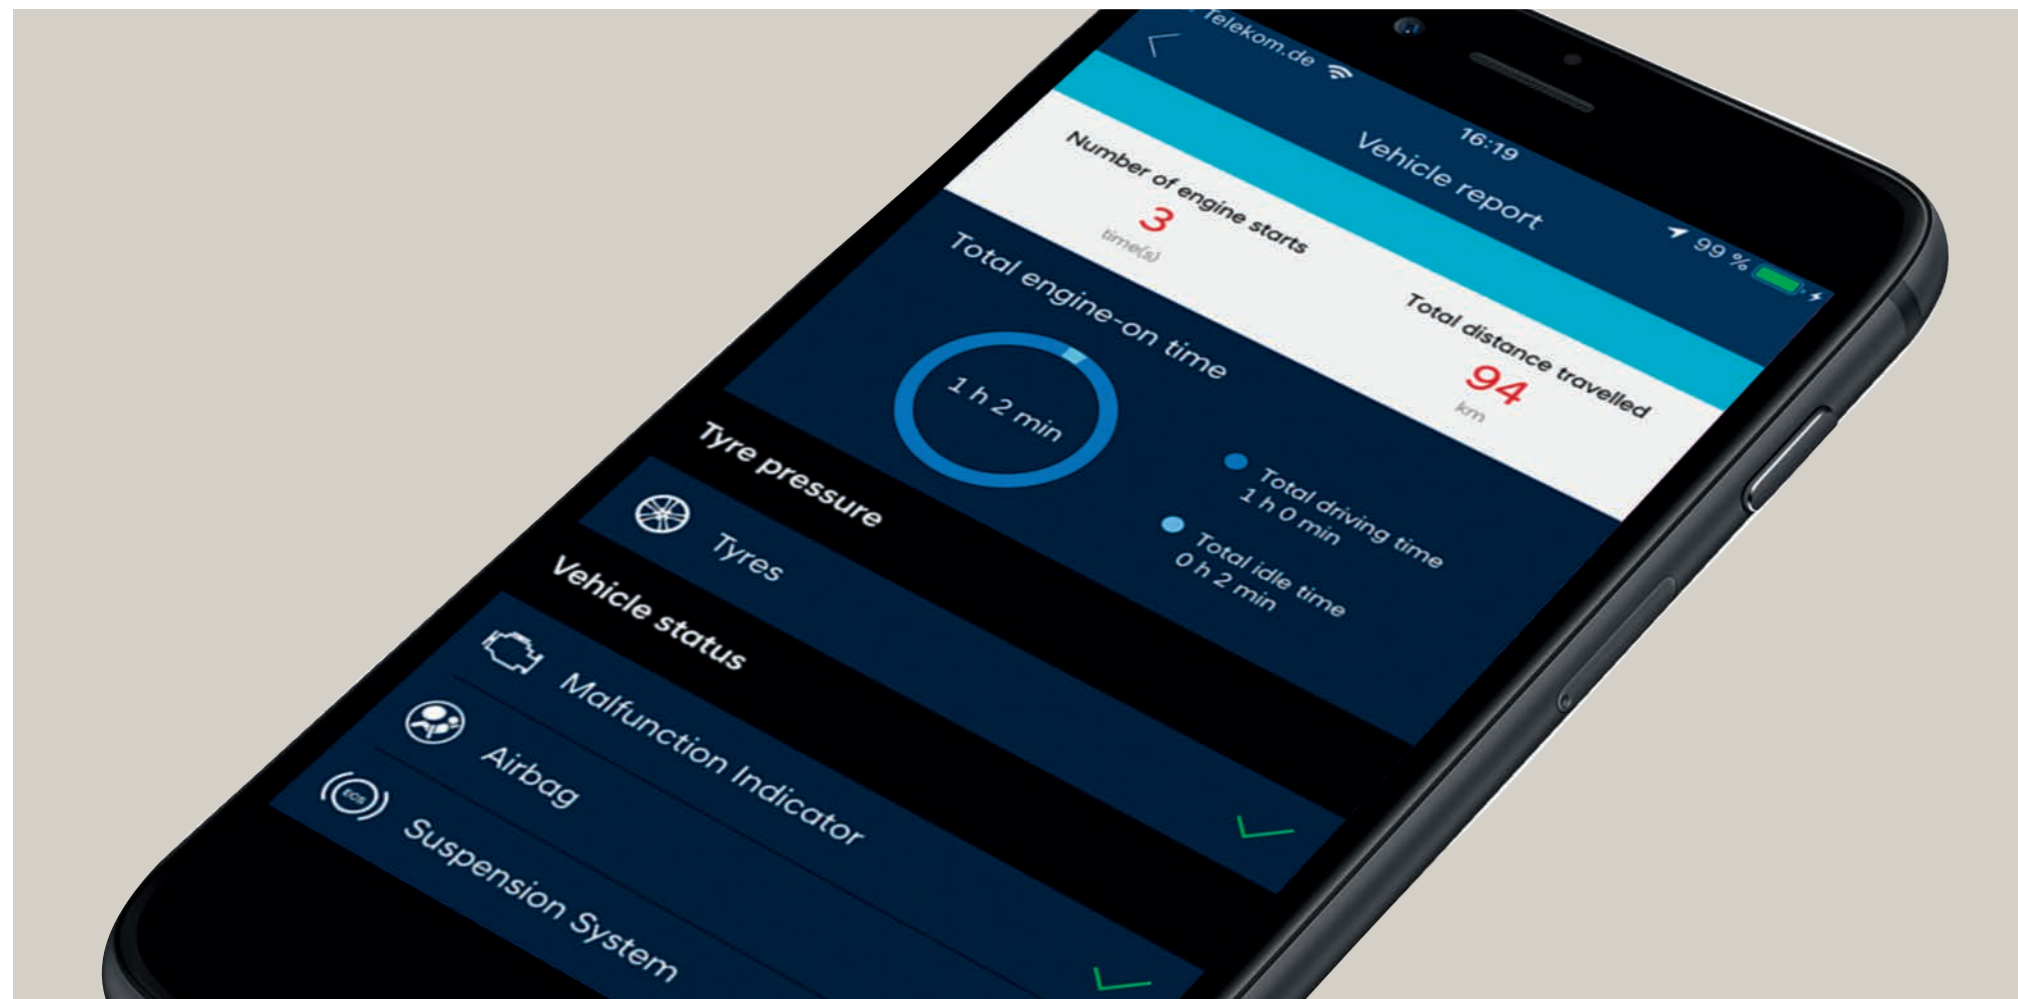 Telekom.de
16:19
99 %
Vehicle report
Number of engine starts
3
time(s)
Total distance travelled
94
km
Total engine-on time
1 h 2 min
Total driving time
1 h 0 min
Total idle time
0 h 2 min
Tyre pressure
Tyres
Vehicle status
Malfunction Indicator
Airbag
ECS
Suspension System